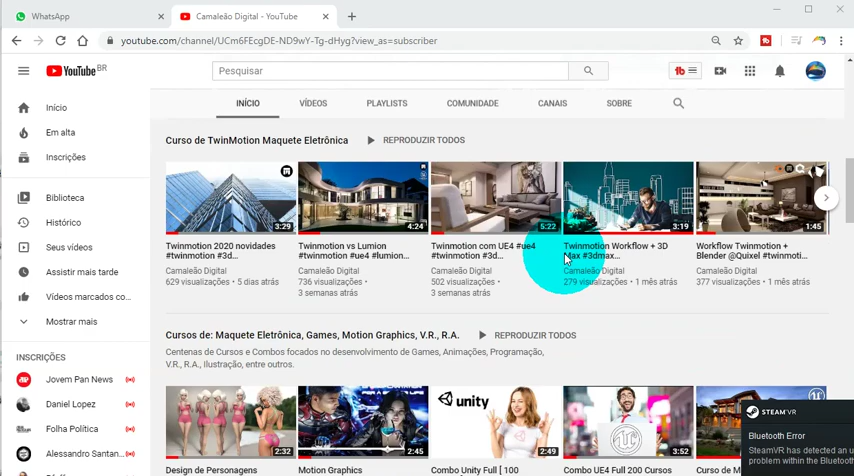 WhatsApp
Camaleão Digital - YouTube
youtube.com/channel/UCm6FEcgDE-ND9wY-Tg-dHyg?view_as=subscriber
YouTube BR
Pesquisar
tb
INÍCIO VÍDEOS PLAYLISTS COMUNIDADE CANAIS SOBRE
Início
Em alta
Inscrições
Biblioteca
Histórico
Seus vídeos
Assistir mais tarde
Vídeos marcados co...
Mostrar mais
INSCRIÇÕES
Jovem Pan News
Daniel Lopez
Folha Política
Alessandro Santan...
Curso de TwinMotion Maquete Eletrônica REPRODUZIR TODOS
3:29 4:24 5:22 3:19 1:45
Twinmotion 2020 novidades
#twinmotion #3d...
Camaleão Digital
629 visualizações • 5 dias atrás
Twinmotion vs Lumion
#twinmotion #ue4 #lumion...
Camaleão Digital
736 visualizações •
3 semanas atrás
Twinmotion com UE4 #ue4
#twinmotion #3d...
Camaleão Digital
502 visualizações •
3 semanas atrás
Twinmotion Workflow + 3D
Max #3dmax...
Camaleão Digital
279 visualizações • 1 mês atrás
Workflow Twinmotion +
Blender @Quixel #twinmoti...
Camaleão Digital
377 visualizações • 1 mês atrás
Cursos de: Maquete Eletrônica, Games, Motion Graphics, V.R., R.A. REPRODUZIR TODOS
Centenas de Cursos e Combos focados no desenvolvimento de Games, Animações, Programação,
V.R., R.A., Ilustração, entre outros.
unity
2:32 2:45 2:49 3:52
Design de Personagens
Motion Graphics
Combo Unity Full [ 100
Combo UE4 Full 200 Cursos
Curso de M
STEAMVR
Bluetooth Error
SteamVR has detected an u
problem within the Bluetooth